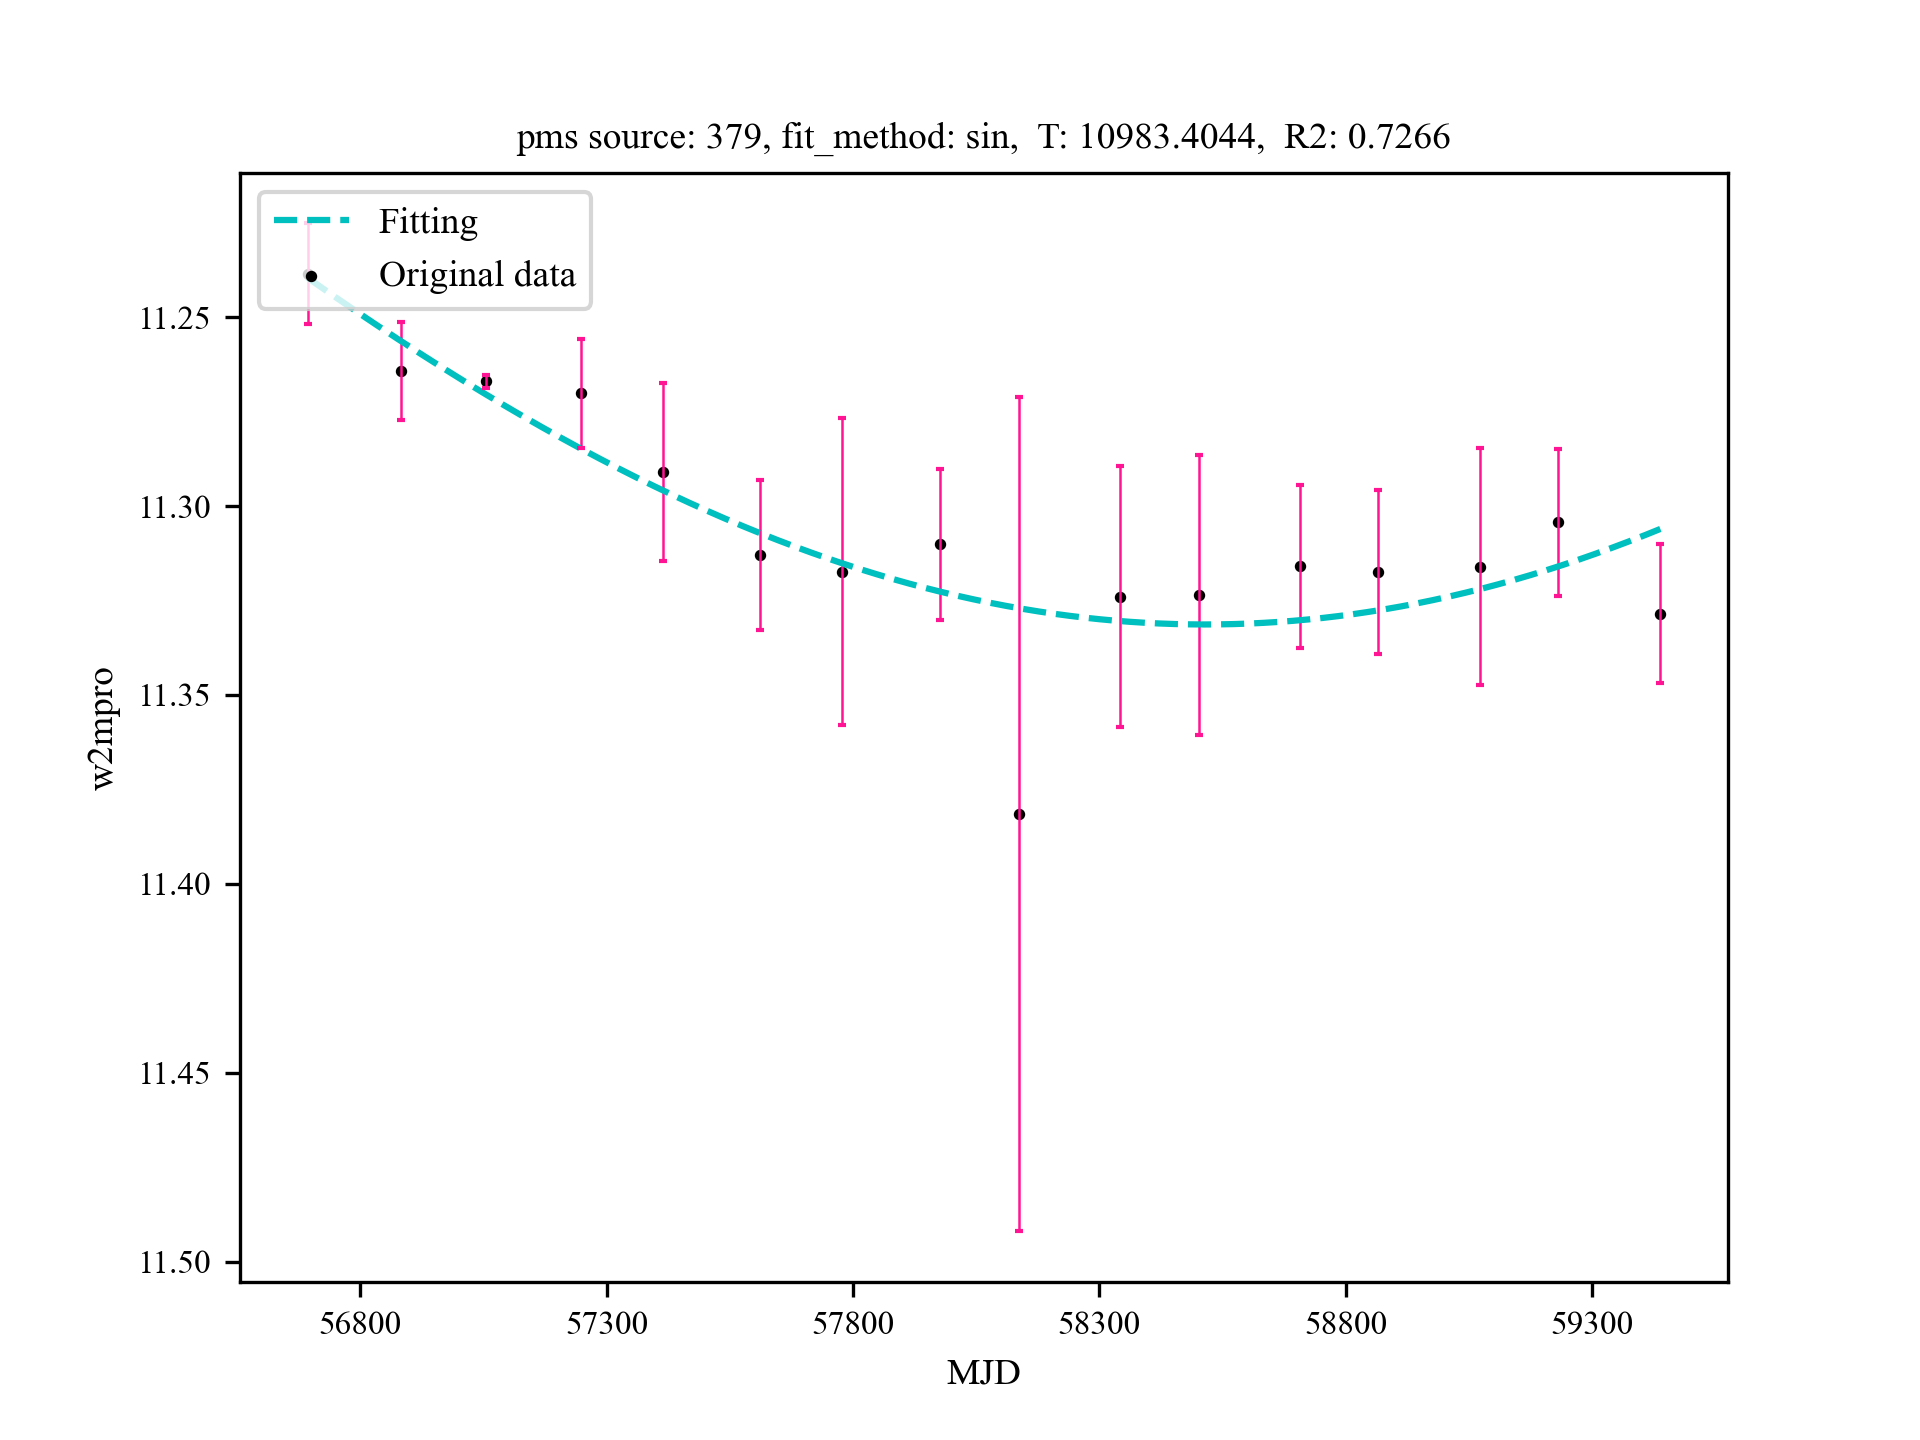 pms source: 379, fit_method: sin,  T: 10983.4044,  R2: 0.7266
Fitting
Original data
11.25
11.30
11.35
11.40
11.45
11.50
w2mpro
56800
57300
57800
58300
58800
59300
MJD